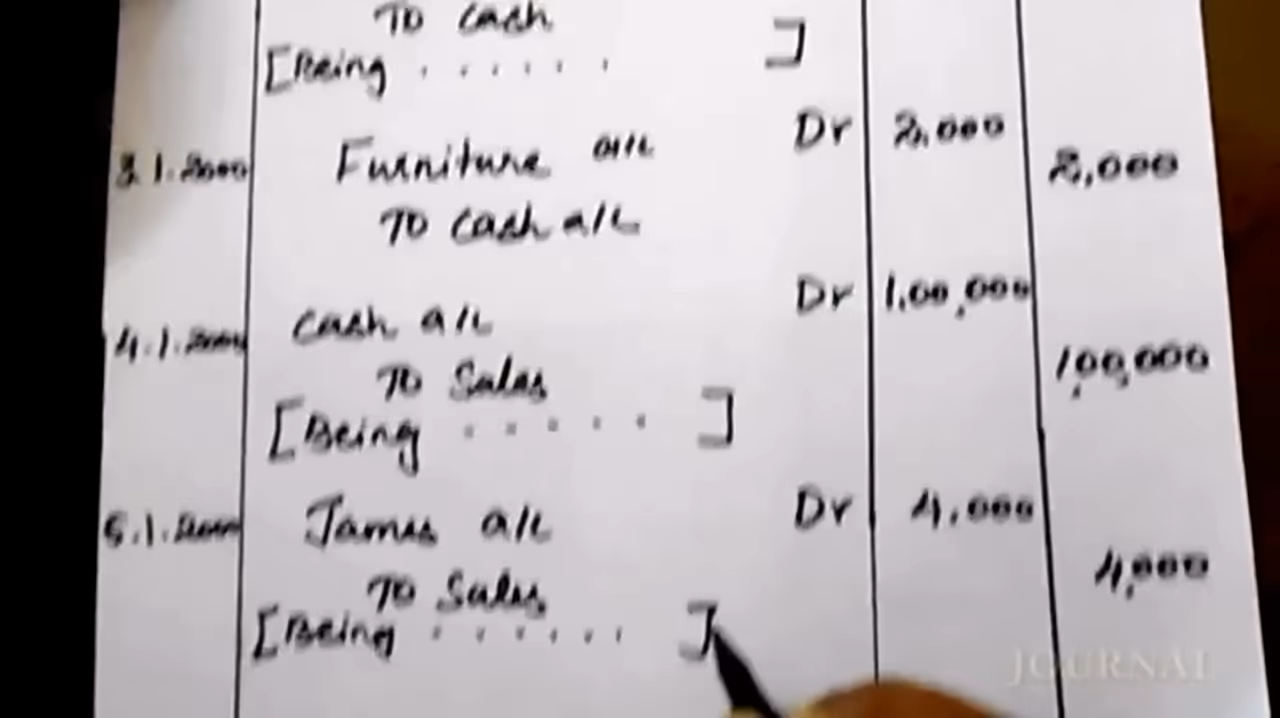 To cash
[Being . . . . . . ]
3.1.2000 Furniture a/c Dr 2,000
To cash a/c 2,000
4.1.2000 Cash a/c Dr 1,00,000
To Sales 1,00,000
[Being . . . . . ]
5.1.2000 James a/c Dr 4,000
To Sales 4,000
[Being . . . . . . ]
JOURNAL